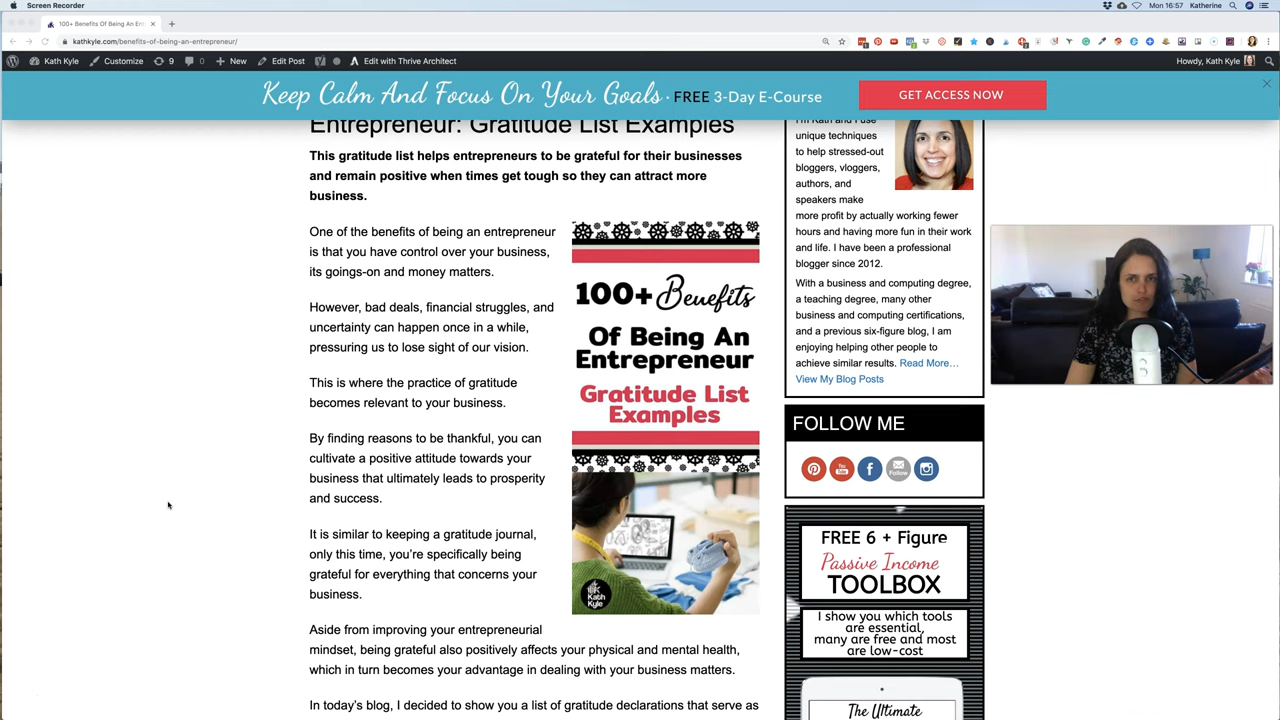 Screen Recorder
Mon 16:57 Katherine
100+ Benefits Of Being An Ent
kathkyle.com/benefits-of-being-an-entrepreneur/
Kath Kyle Customize 9 0 New Edit Post Edit with Thrive Architect Howdy, Kath Kyle
Keep Calm And Focus On Your Goals · FREE 3-Day E-Course GET ACCESS NOW
Entrepreneur: Gratitude List Examples
This gratitude list helps entrepreneurs to be grateful for their businesses
and remain positive when times get tough so they can attract more
business.
One of the benefits of being an entrepreneur
is that you have control over your business,
its goings-on and money matters.
However, bad deals, financial struggles, and
uncertainty can happen once in a while,
pressuring us to lose sight of our vision.
This is where the practice of gratitude
becomes relevant to your business.
By finding reasons to be thankful, you can
cultivate a positive attitude towards your
business that ultimately leads to prosperity
and success.
It is similar to keeping a gratitude journal,
only this time, you're specifically being
grateful for everything that concerns your
business.
Aside from improving your entrepreneurial
mindset, being grateful also positively affects your physical and mental health,
which in turn becomes your advantage in dealing with your business matters.
In today's blog, I decided to show you a list of gratitude declarations that serve as
100+ Benefits
Of Being An
Entrepreneur
Gratitude List
Examples
Kath
Kyle
I'm Kath and I use
unique techniques
to help stressed-out
bloggers, vloggers,
authors, and
speakers make
more profit by actually working fewer
hours and having more fun in their work
and life. I have been a professional
blogger since 2012.
With a business and computing degree,
a teaching degree, many other
business and computing certifications,
and a previous six-figure blog, I am
enjoying helping other people to
achieve similar results. Read More…
View My Blog Posts
FOLLOW ME
You
Tube
Follow
FREE 6 + Figure
Passive Income
TOOLBOX
I show you which tools
are essential,
many are free and most
are low-cost
The Ultimate